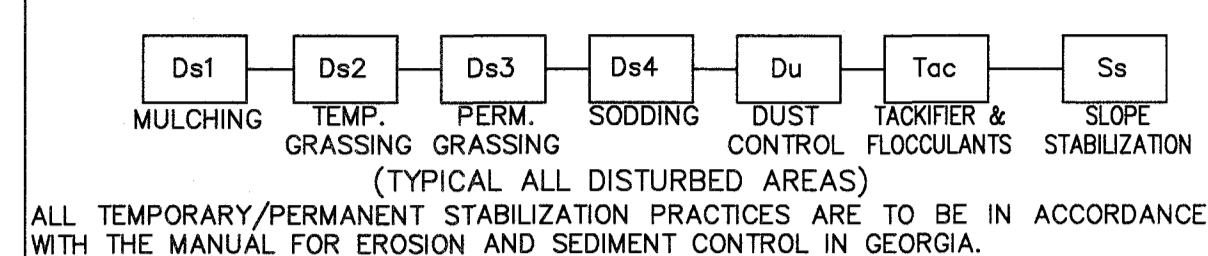 Ds1 Ds2 Ds3 Ds4 Du Tac Ss
MULCHING TEMP. PERM. SODDING DUST TACKIFIER & SLOPE
GRASSING GRASSING CONTROL FLOCCULANTS STABILIZATION
(TYPICAL ALL DISTURBED AREAS)
ALL TEMPORARY/PERMANENT STABILIZATION PRACTICES ARE TO BE IN ACCORDANCE
WITH THE MANUAL FOR EROSION AND SEDIMENT CONTROL IN GEORGIA.